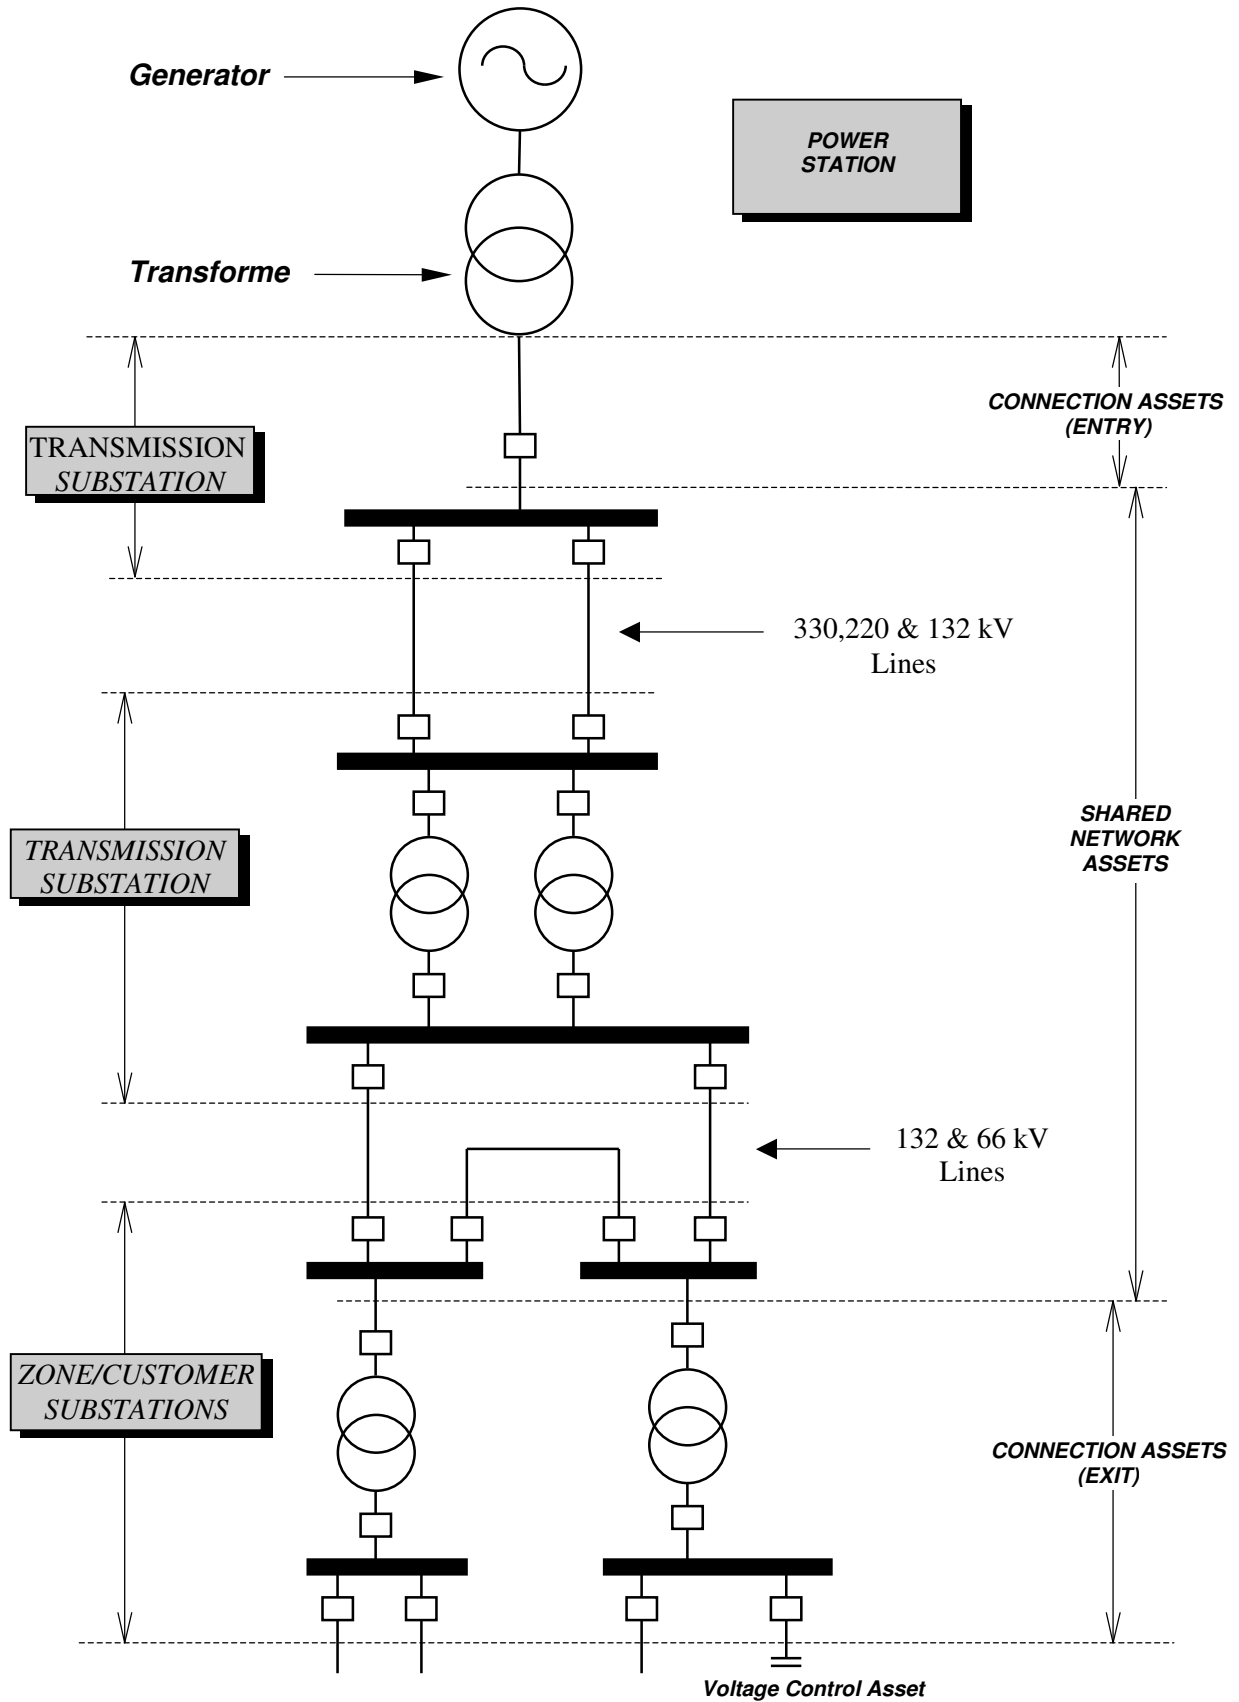 Generator
POWER
STATION
Transforme
CONNECTION ASSETS
(ENTRY)
TRANSMISSION
SUBSTATION
330,220 & 132 kV
Lines
SHARED
NETWORK
ASSETS
TRANSMISSION
SUBSTATION
132 & 66 kV
Lines
ZONE/CUSTOMER
SUBSTATIONS
CONNECTION ASSETS
(EXIT)
Voltage Control Asset